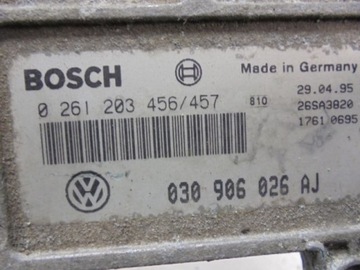 BOSCH
Made in Germany
0 261 203 456/457
810
29.04.95
26SA3820
1761 0695
030 906 026 AJ